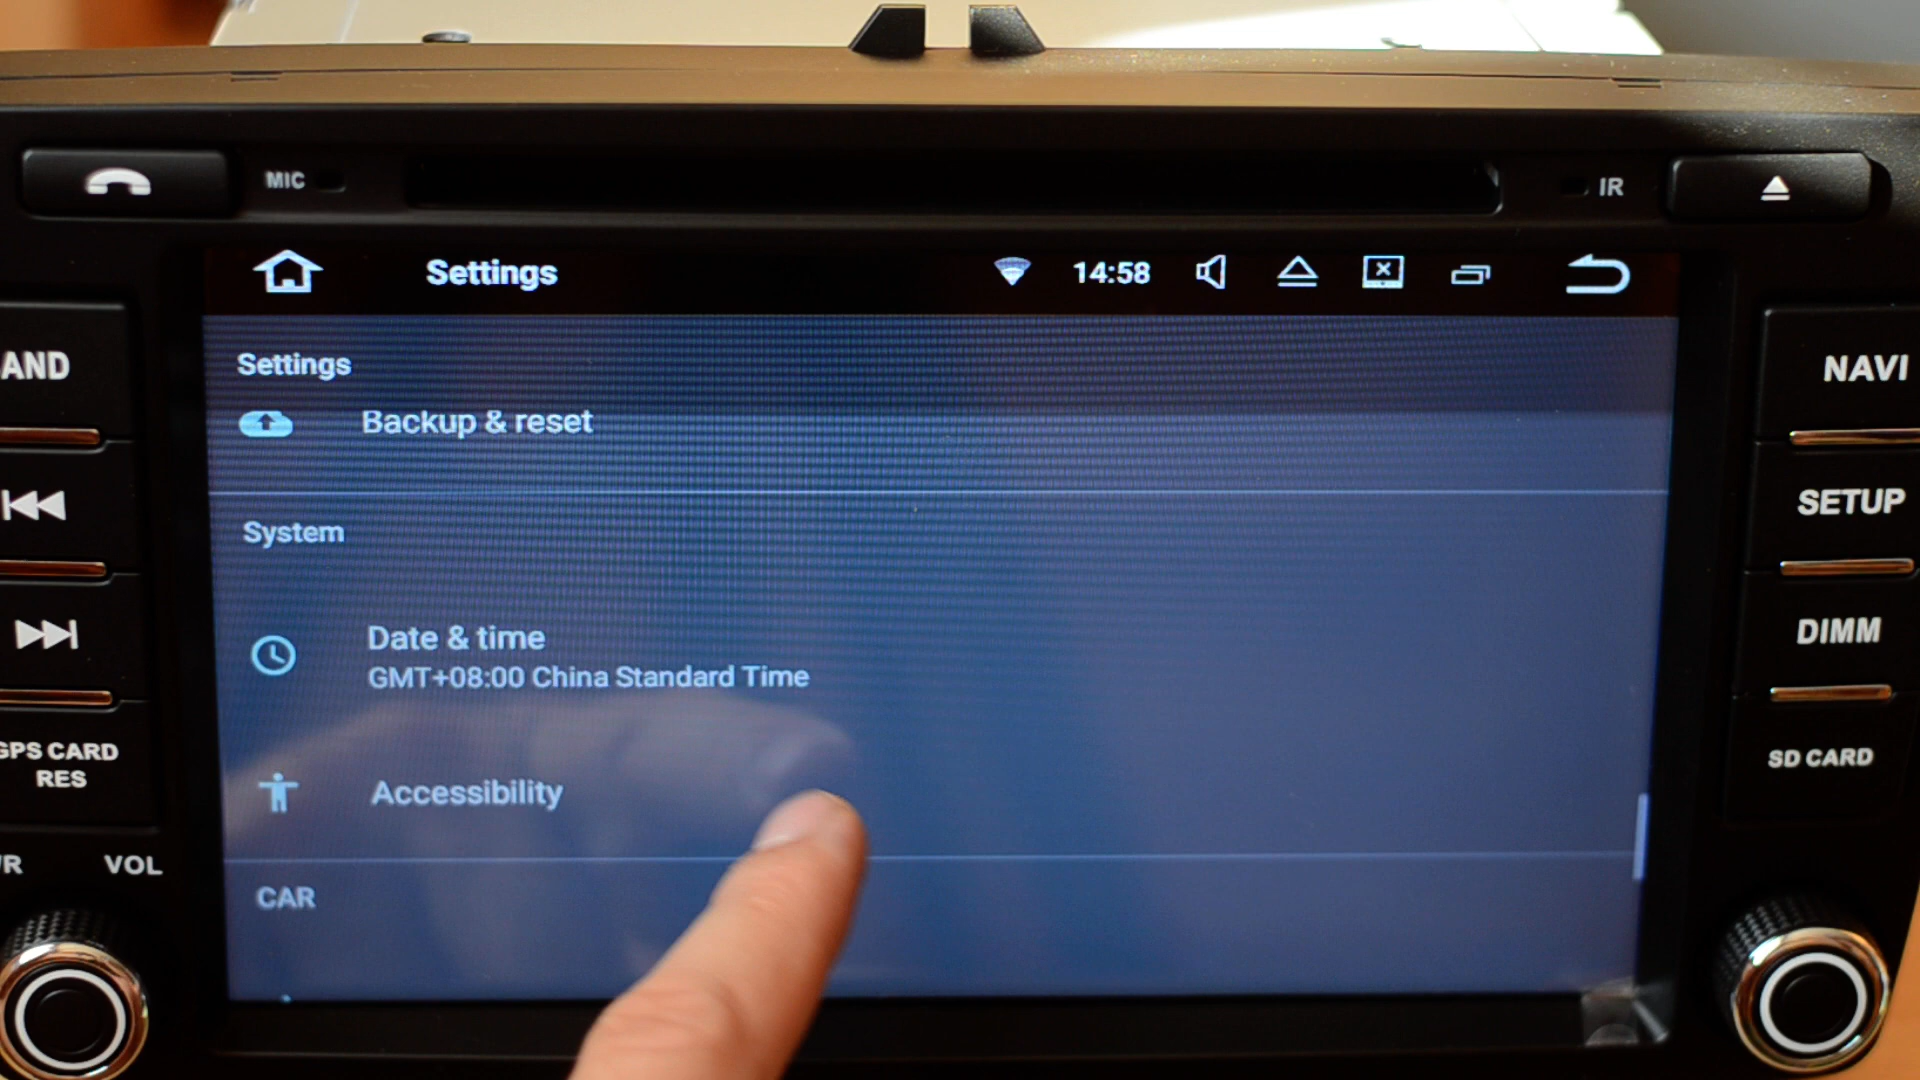 MIC
IR
Settings
14:58
AND
Settings
NAVI
Backup & reset
SETUP
System
DIMM
Date & time
GMT+08:00 China Standard Time
GPS CARD
RES
SD CARD
Accessibility
VOL
CAR